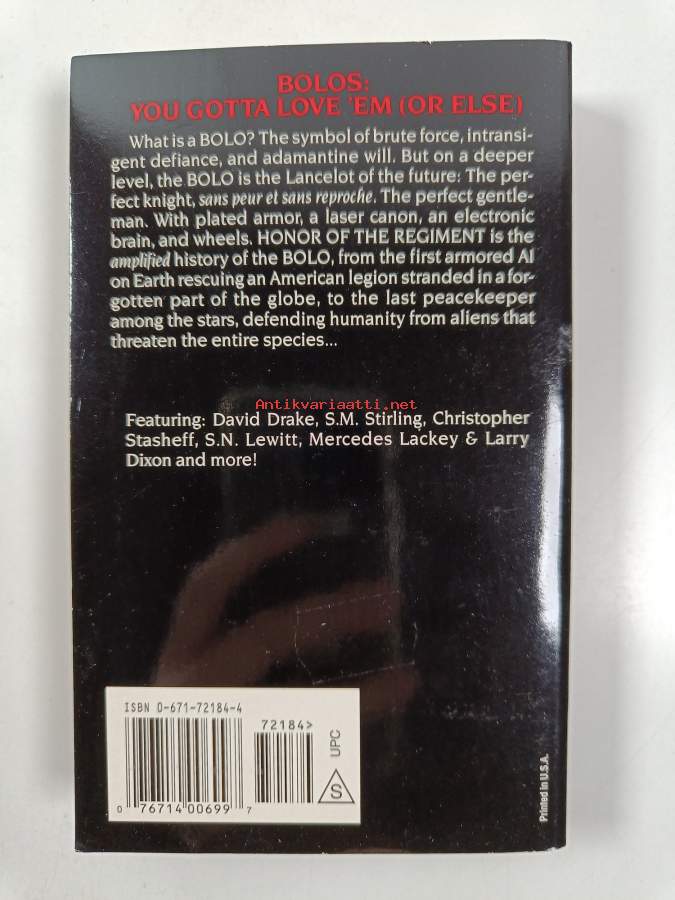 BOLOS:
YOU GOTTA LOVE 'EM (OR ELSE)
What is a BOLO? The symbol of brute force, intransi-
gent defiance, and adamantine will. But on a deeper
level, the BOLO is the Lancelot of the future: The per-
fect knight, sans peur et sans reproche. The perfect gentle-
man. With plated armor, a laser canon, an electronic
brain, and wheels. HONOR OF THE REGIMENT is the
amplified history of the BOLO, from the first armored AI
on Earth rescuing an American legion stranded in a for-
gotten part of the globe, to the last peacekeeper
among the stars, defending humanity from aliens that
threaten the entire species...
Antikvariaatti.net
Featuring: David Drake, S.M. Stirling, Christopher
Stasheff, S.N. Lewitt, Mercedes Lackey & Larry
Dixon and more!
ISBN 0-671-72184-4
72184>
UPC
S
0 76714 00699 7
Printed in U.S.A.